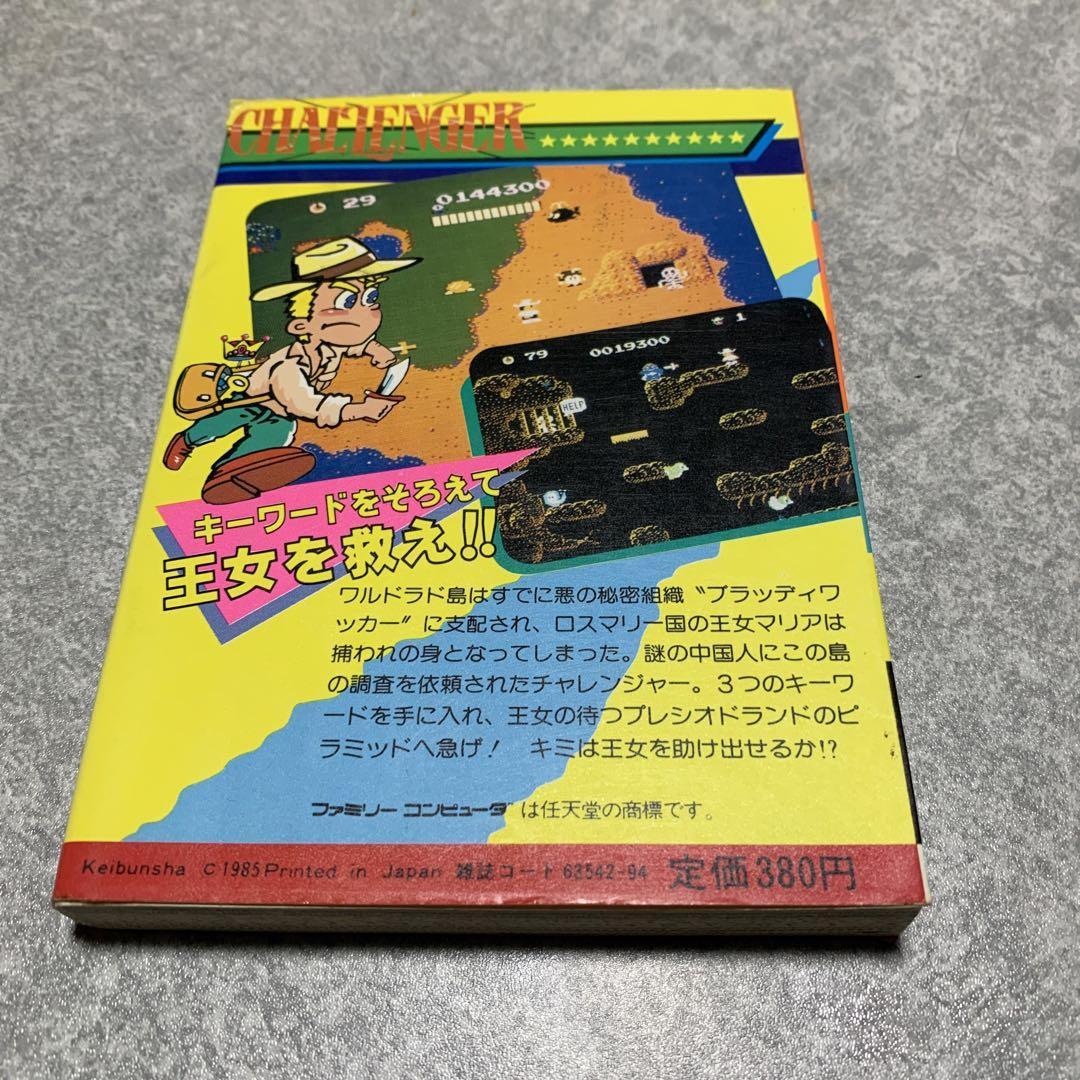 CHALLENGER ★★★★★★★★★★
29 0144300
79 0019300 1
HELP
キーワードをそろえて
王女を救え!!
ワルドラド島はすでに悪の秘密組織〝ブラッディワ
ッカー〟に支配され、ロスマリー国の王女マリアは
捕われの身となってしまった。謎の中国人にこの島
の調査を依頼されたチャレンジャー。3つのキーワ
ードを手に入れ、王女の待つプレシオドランドのピ
ラミッドへ急げ! キミは王女を助け出せるか!?
ファミリー コンピュータ は任天堂の商標です。
Keibunsha C1985 Printed in Japan 雑誌コード 63542-94 定価380円